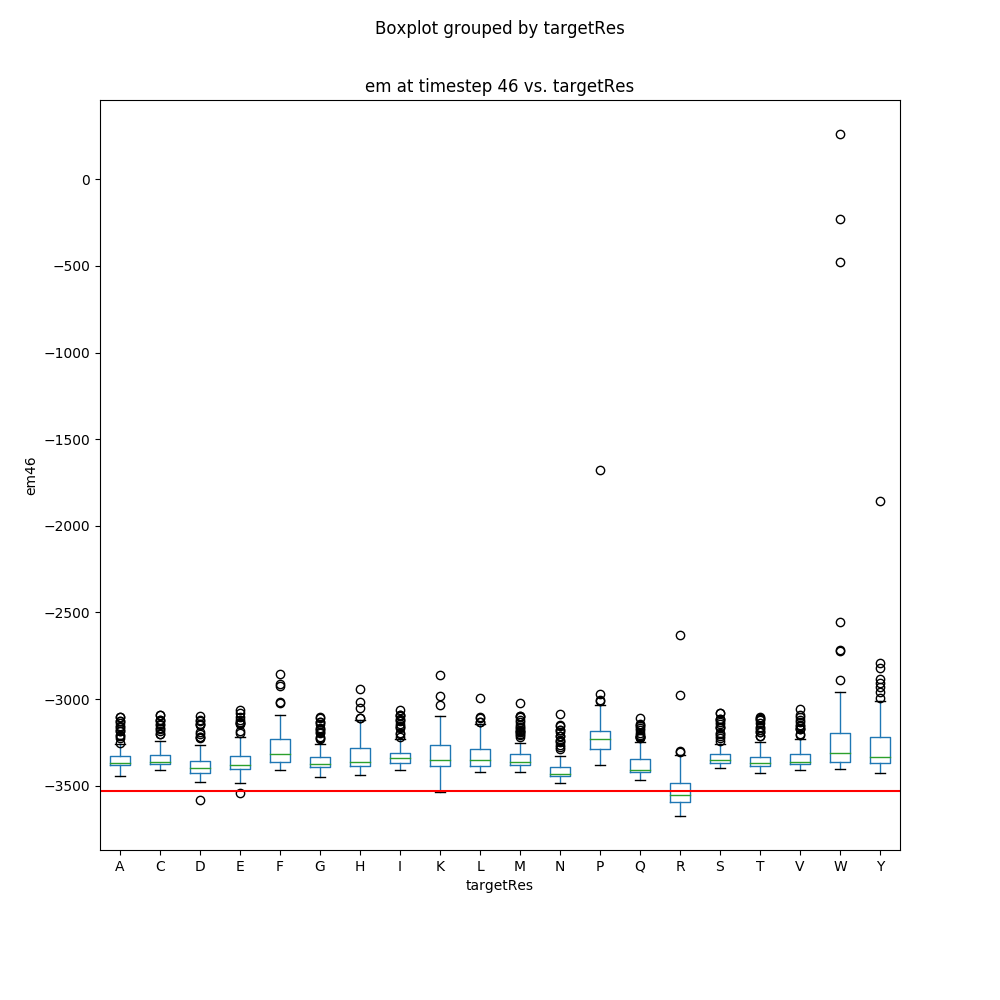 Boxplot grouped by targetRes
em at timestep 46 vs. targetRes
0
−500
−1000
−1500
−2000
−2500
−3000
−3500
em46
A C D E F G H I K L M N P Q R S T V W Y
targetRes